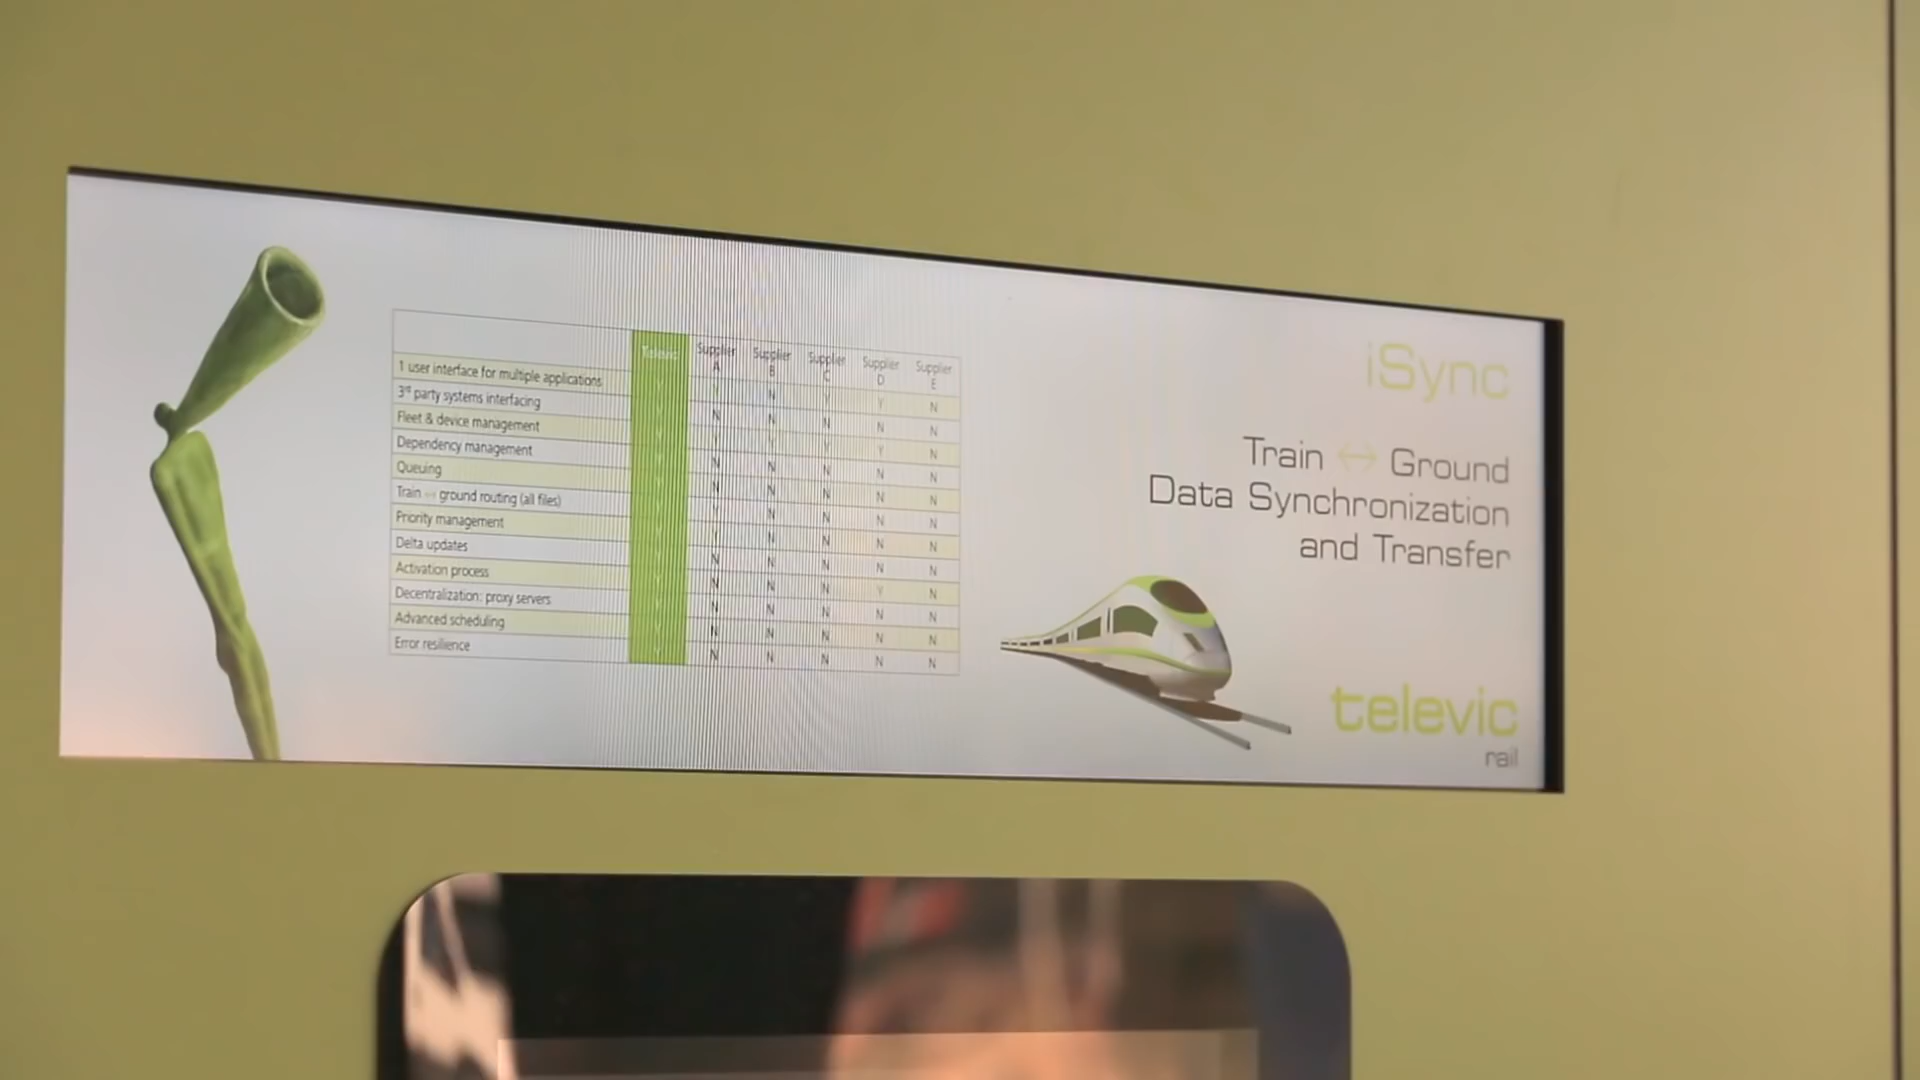 Televic Supplier A Supplier B Supplier C Supplier D Supplier E
1 user interface for multiple applications Y Y N Y Y N
3rd party systems interfacing Y N N N N N
Fleet & device management Y Y Y Y Y N
Dependency management Y N N N N N
Queuing Y N N N N N
Train ↔ ground routing (all files) Y Y N N N N
Priority management Y Y N N N N
Delta updates Y N N N N N
Activation process Y N N N Y N
Decentralization: proxy servers Y N N N N N
Advanced scheduling Y N N N N N
Error resilience Y N N N N N
iSync
Train ↔ Ground
Data Synchronization
and Transfer
televic
rail